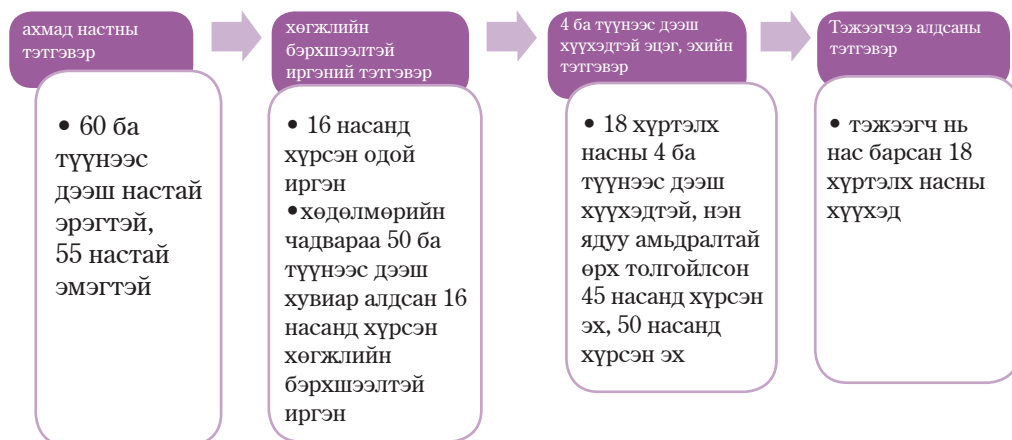 ахмад настны
тэтгэвэр
• 60 ба
түүнээс
дээш настай
эрэгтэй,
55 настай
эмэгтэй
хөгжлийн
бэрхшээлтэй
иргэний тэтгэвэр
• 16 насанд
хүрсэн одой
иргэн
•хөдөлмөрийн
чадвараа 50 ба
түүнээс дээш
хувиар алдсан 16
насанд хүрсэн
хөгжлийн
бэрхшээлтэй
иргэн
4 ба түүнээс дээш
хүүхэдтэй эцэг, эхийн
тэтгэвэр
• 18 хүртэлх
насны 4 ба
түүнээс дээш
хүүхэдтэй, нэн
ядуу амьдралтай
өрх толгойлсон
45 насанд хүрсэн
эх, 50 насанд
хүрсэн эх
Тэжээгчээ алдсаны
тэтгэвэр
• тэжээгч нь
нас барсан 18
хүртэлх насны
хүүхэд